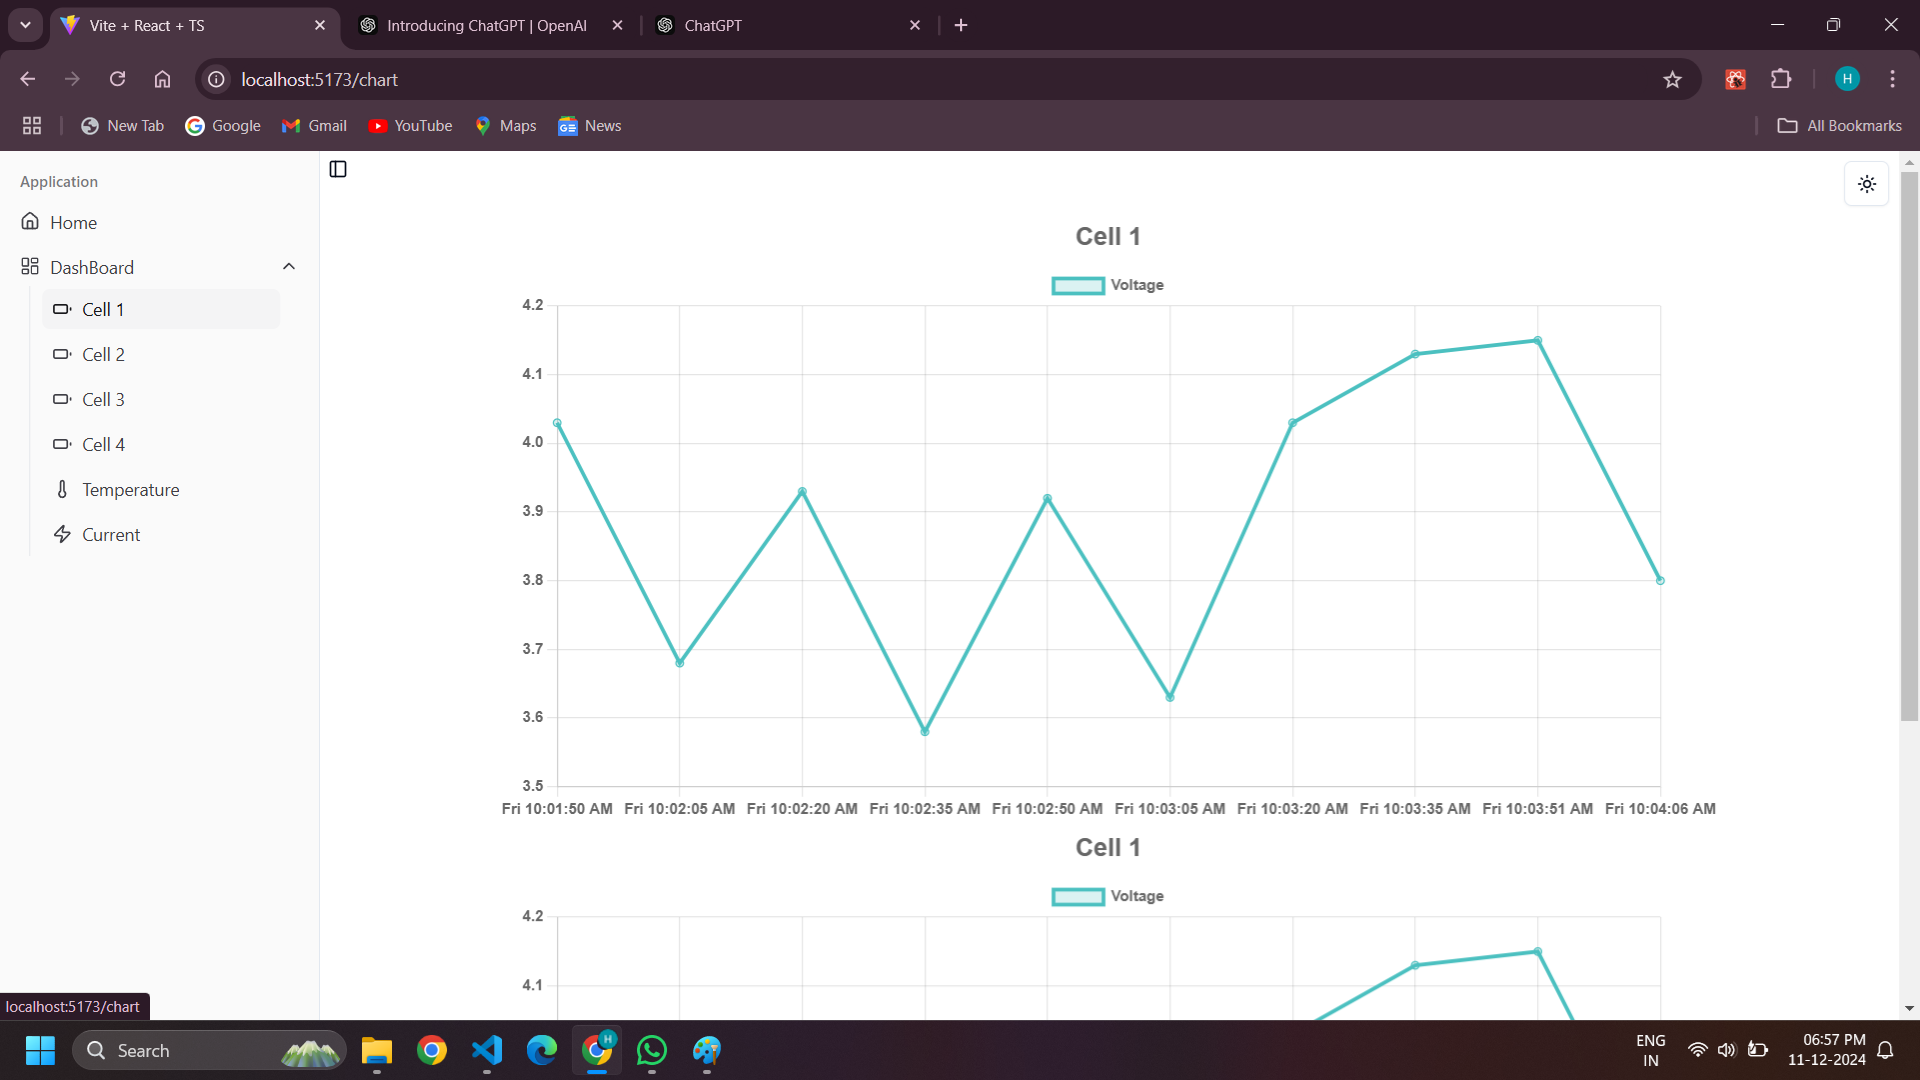 Vite + React + TS
Introducing ChatGPT | OpenAI
ChatGPT
localhost:5173/chart
H
New Tab
Google
Gmail
YouTube
Maps
News
All Bookmarks
Application
Home
DashBoard
Cell 1
Cell 2
Cell 3
Cell 4
Temperature
Current
Cell 1
Voltage
4.2
4.1
4.0
3.9
3.8
3.7
3.6
3.5
Fri 10:01:50 AM Fri 10:02:05 AM Fri 10:02:20 AM Fri 10:02:35 AM Fri 10:02:50 AM Fri 10:03:05 AM Fri 10:03:20 AM Fri 10:03:35 AM Fri 10:03:51 AM Fri 10:04:06 AM
Cell 1
Voltage
4.2
4.1
localhost:5173/chart
Search
H
ENG
IN
06:57 PM
11-12-2024